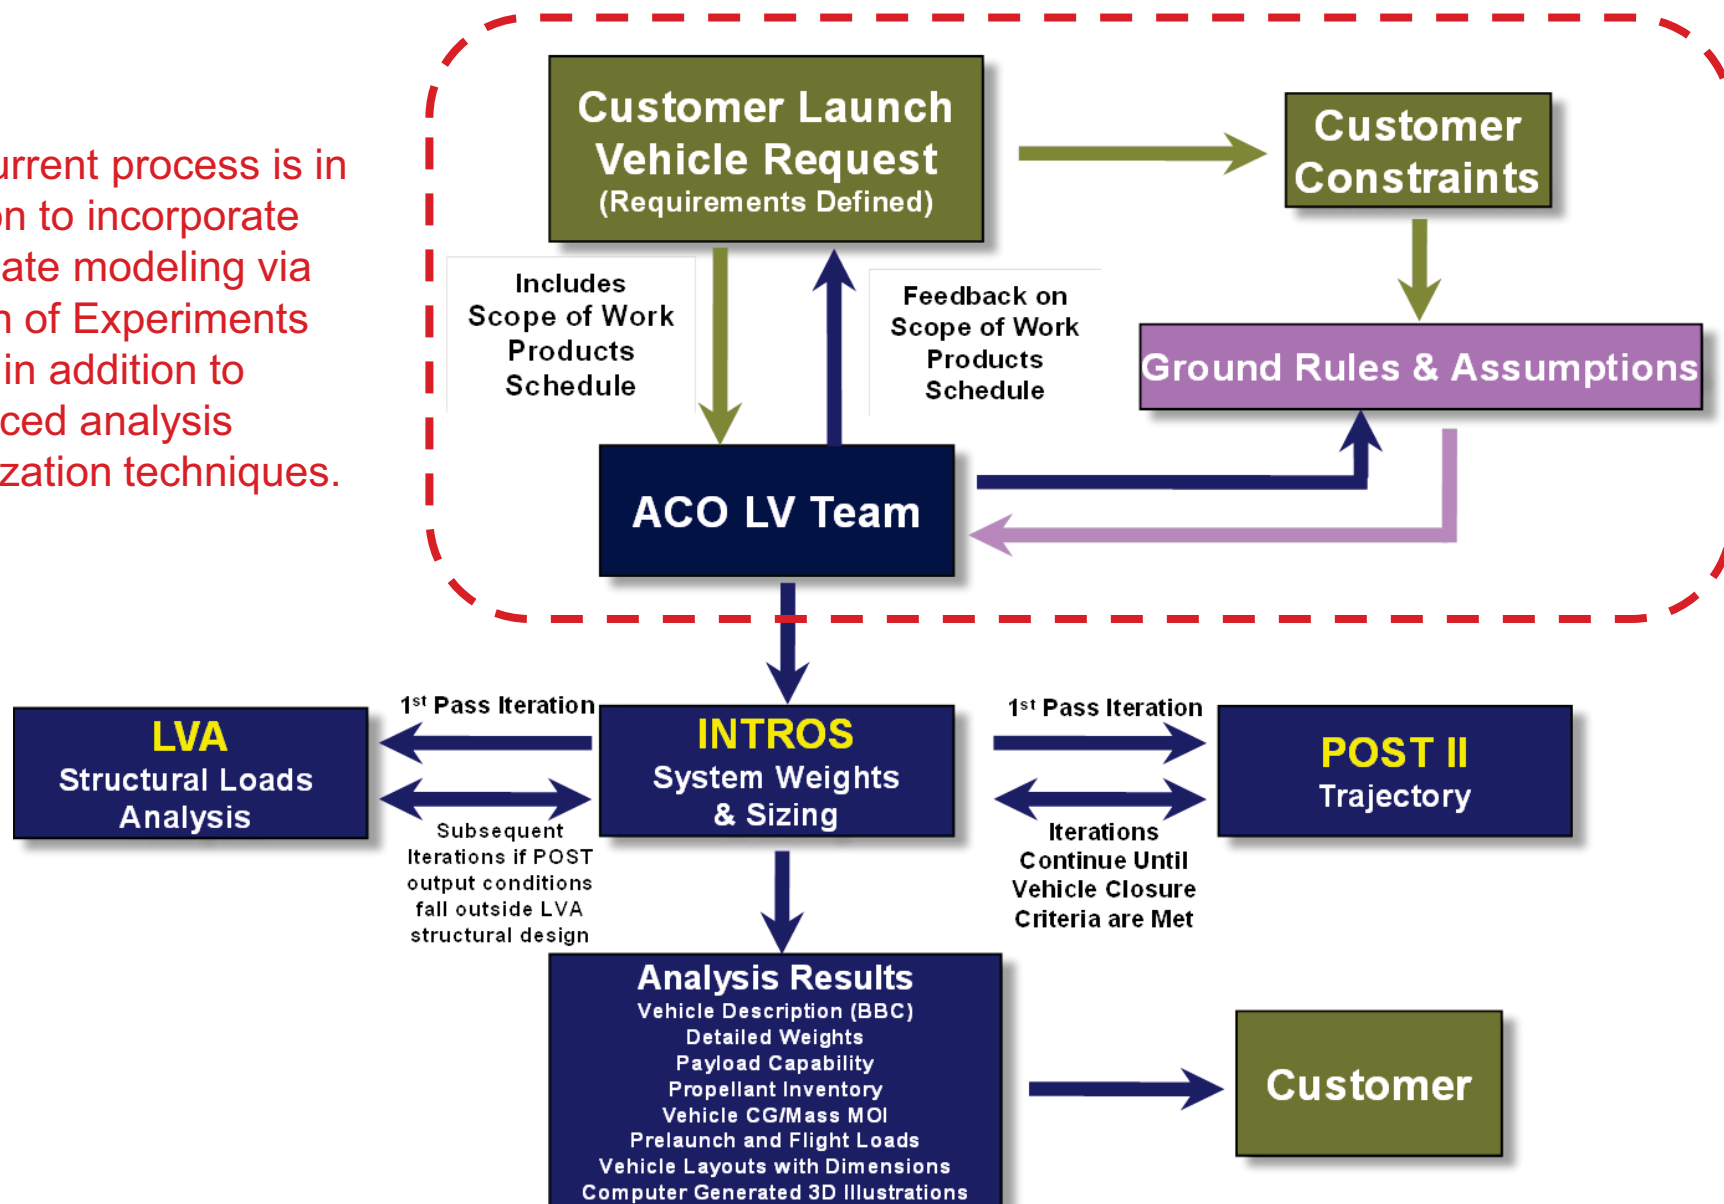 Customer Launch
Vehicle Request
(Requirements Defined)
Customer
Constraints
urrent process is in
on to incorporate
ate modeling via
n of Experiments
in addition to
ced analysis
ization techniques.
Includes
Scope of Work
Products
Schedule
Feedback on
Scope of Work
Products
Schedule
Ground Rules & Assumptions
ACO LV Team
1st Pass Iteration
1st Pass Iteration
LVA
Structural Loads
Analysis
INTROS
System Weights
& Sizing
POST II
Trajectory
Subsequent
Iterations if POST
output conditions
fall outside LVA
structural design
Iterations
Continue Until
Vehicle Closure
Criteria are Met
Analysis Results
Vehicle Description (BBC)
Detailed Weights
Payload Capability
Propellant Inventory
Vehicle CG/Mass MOI
Prelaunch and Flight Loads
Vehicle Layouts with Dimensions
Computer Generated 3D Illustrations
Customer